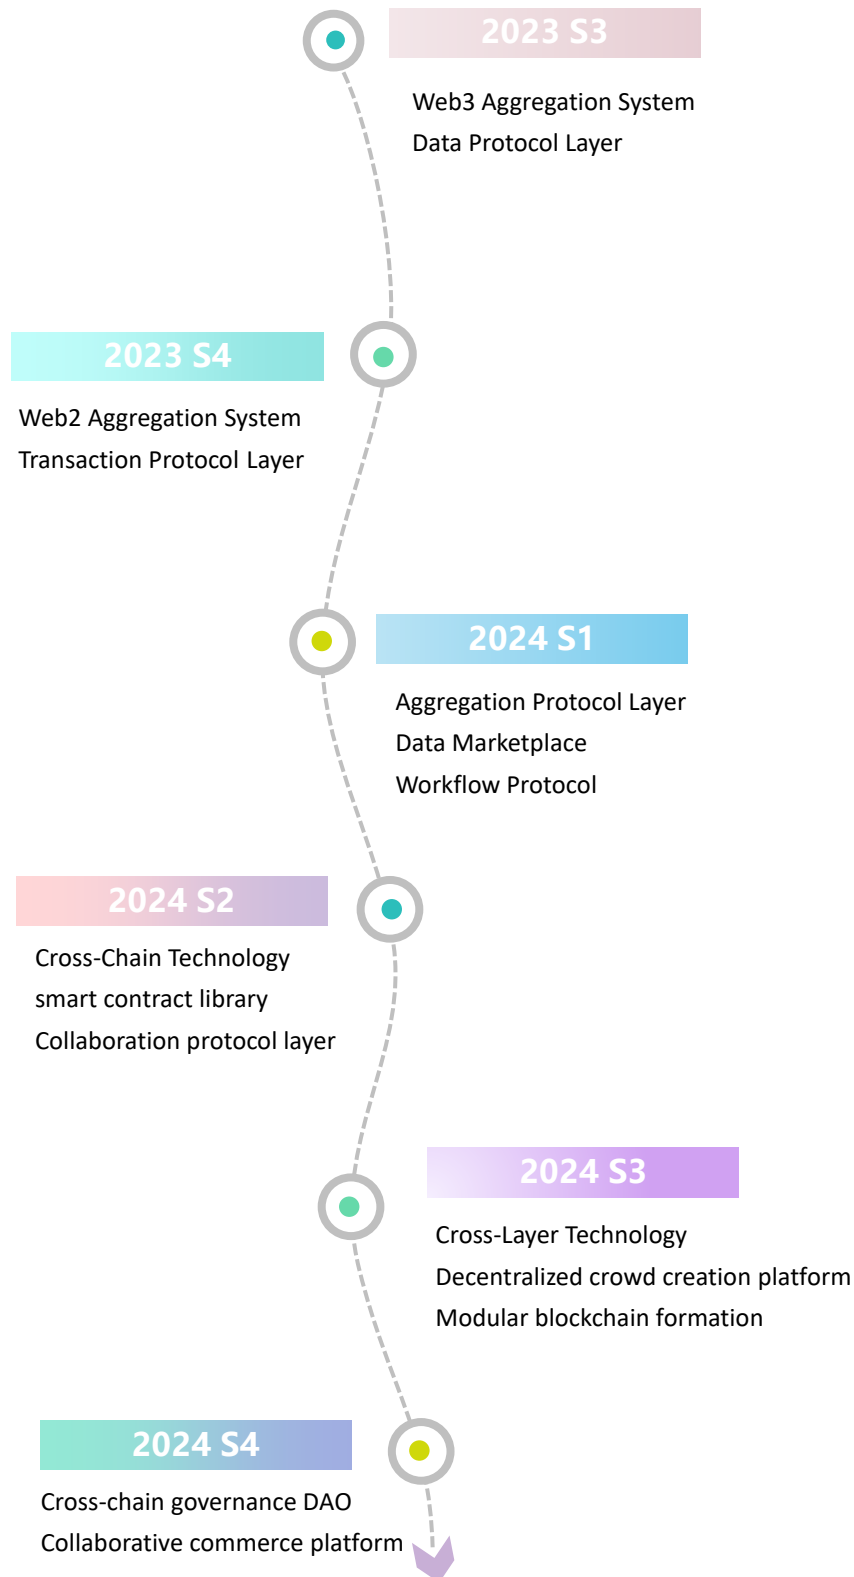 2023 S3
Web3 Aggregation System
Data Protocol Layer
2023 S4
Web2 Aggregation System
Transaction Protocol Layer
2024 S1
Aggregation Protocol Layer
Data Marketplace
Workflow Protocol
2024 S2
Cross-Chain Technology
smart contract library
Collaboration protocol layer
2024 S3
Cross-Layer Technology
Decentralized crowd creation platform
Modular blockchain formation
2024 S4
Cross-chain governance DAO
Collaborative commerce platform